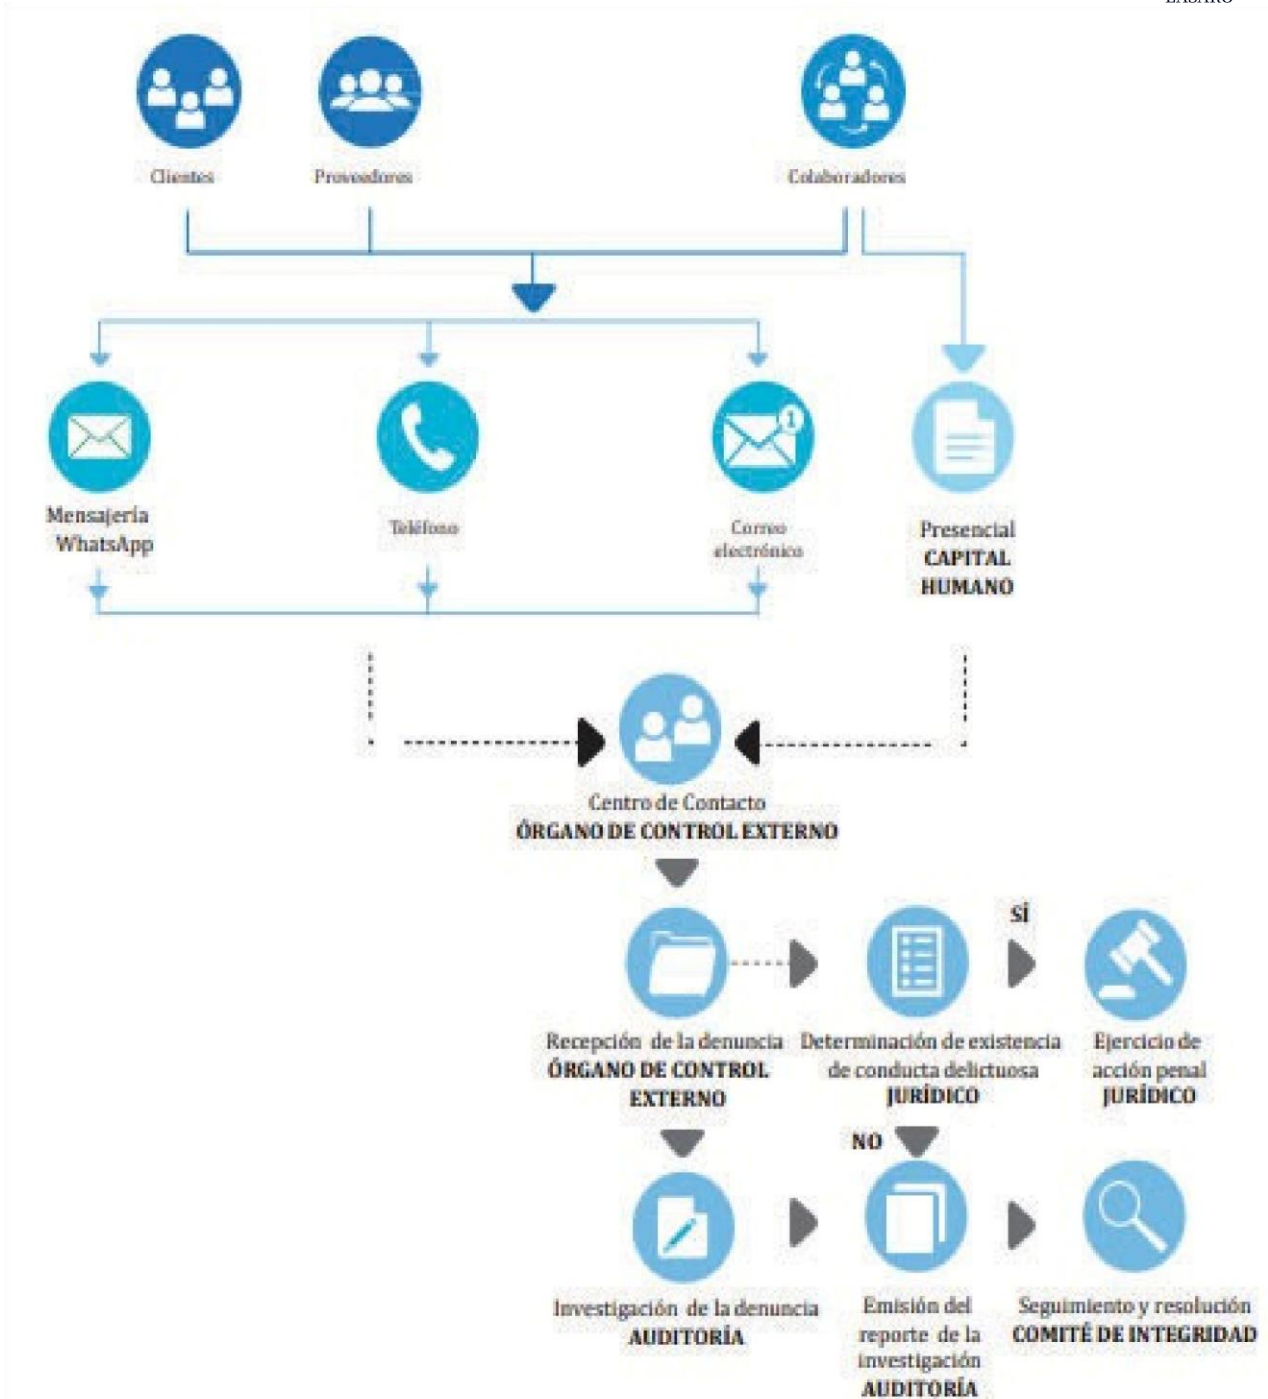 Clientes
Proveedores
Colaboradores
Mensajería
WhatsApp
Teléfono
Correo
electrónico
1
Presencial
CAPITAL
HUMANO
Centro de Contacto
ÓRGANO DE CONTROL EXTERNO
Recepción de la denuncia
ÓRGANO DE CONTROL
EXTERNO
Determinación de existencia
de conducta delictuosa
JURÍDICO
SÍ
Ejercicio de
acción penal
JURÍDICO
NO
Investigación de la denuncia
AUDITORÍA
Emisión del
reporte de la
investigación
AUDITORÍA
Seguimiento y resolución
COMITÉ DE INTEGRIDAD